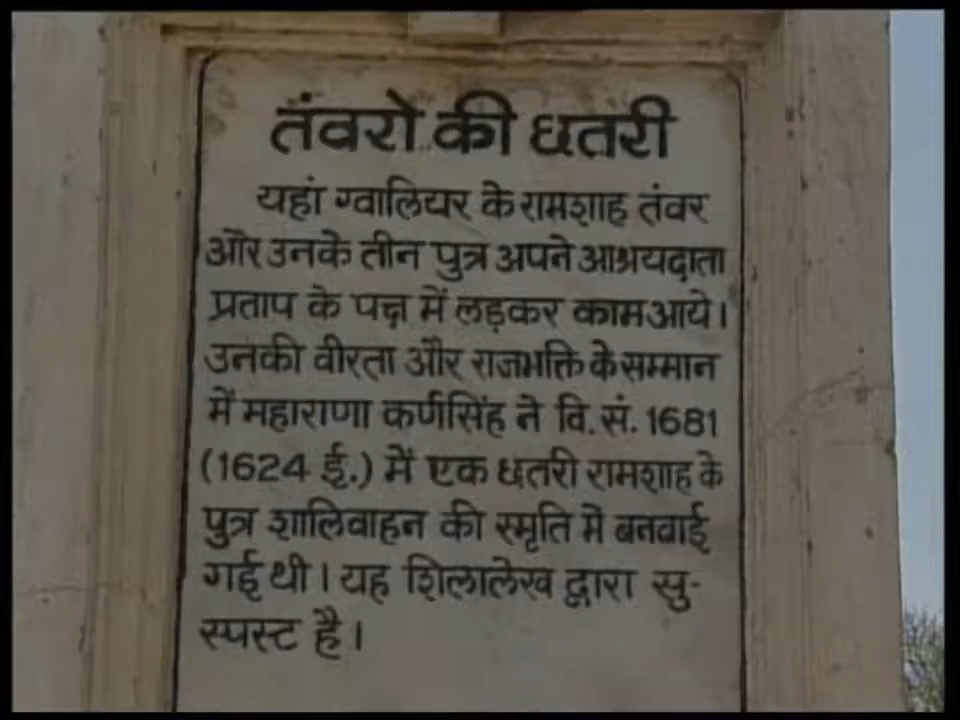 तंवरो की छतरी
यहां ग्वालियर के रामशाह तंवर
और उनके तीन पुत्र अपने आश्रयदाता
प्रताप के पक्ष में लड़कर काम आये।
उनकी वीरता और राजभक्ति के सम्मान
में महाराणा कर्णसिंह ने वि. सं. 1681
(1624 ई.) में एक छतरी रामशाह के
पुत्र शालिवाहन की स्मृति मे बनवाई
गई थी। यह शिलालेख द्वारा सु-
स्पस्ट है।